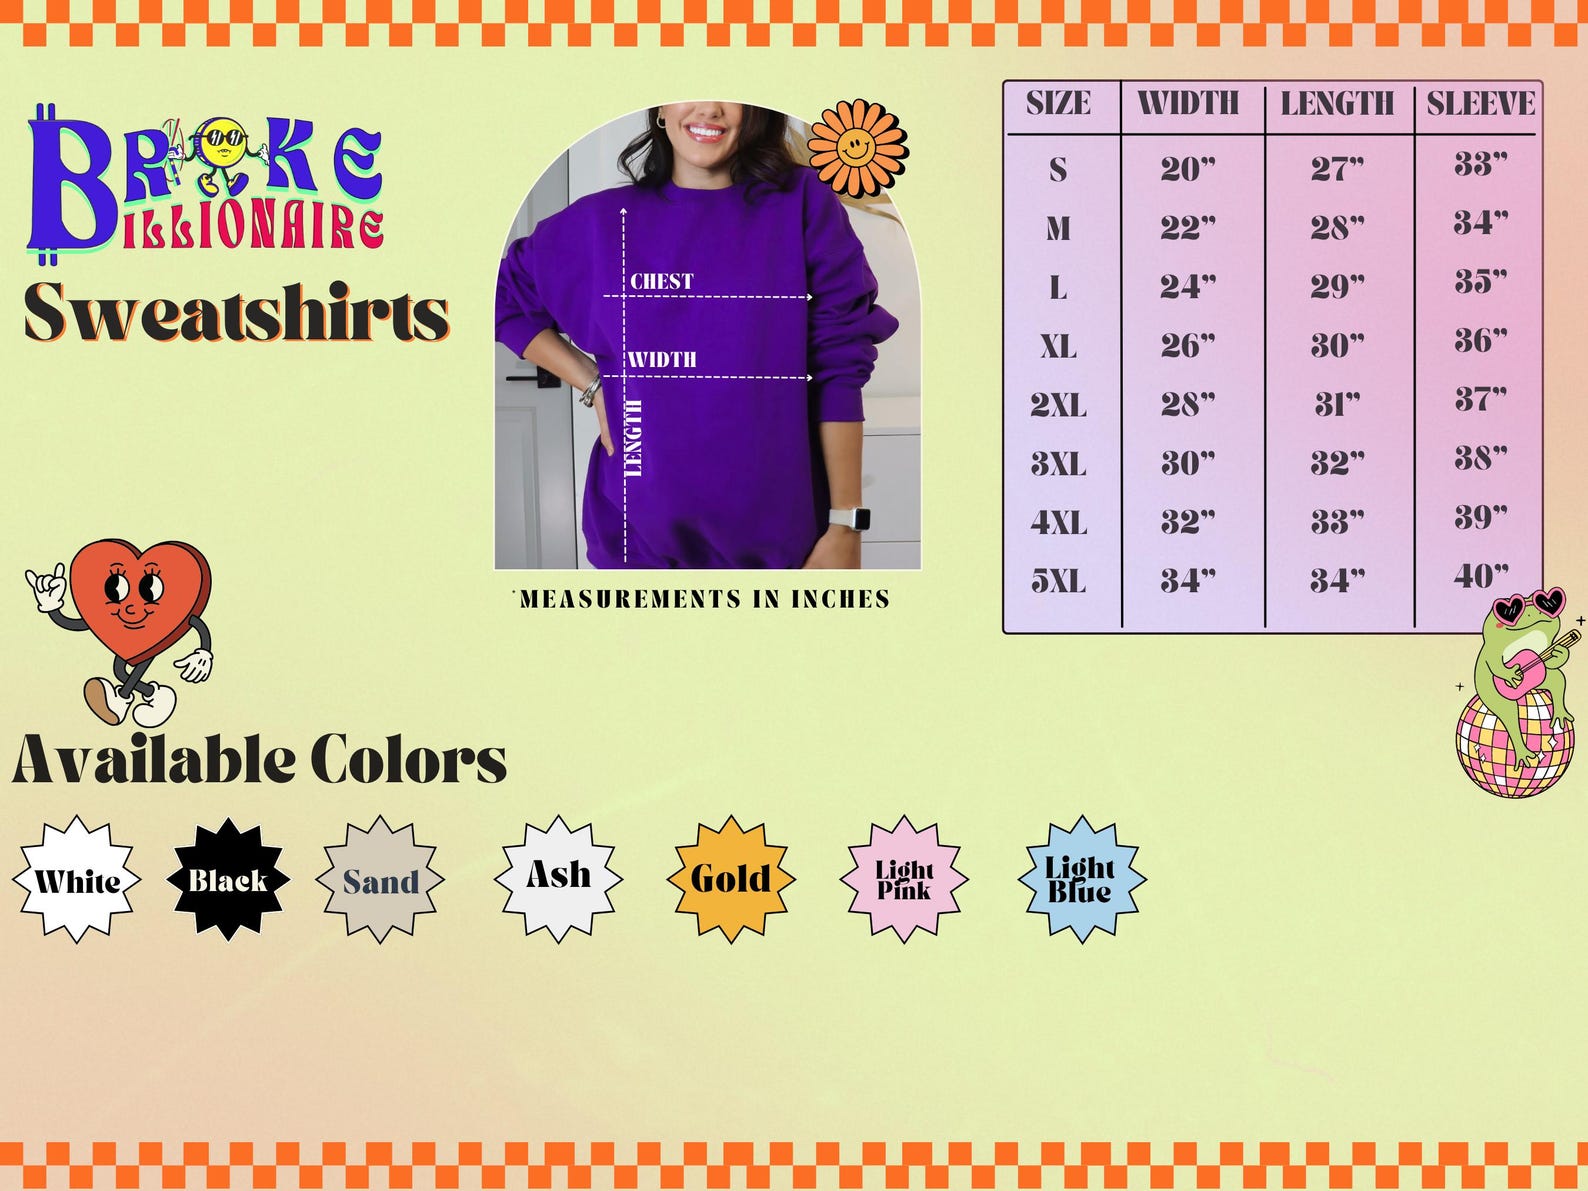 BROKE
BILLIONAIRE
Sweatshirts
CHEST
WIDTH
LENGTH
*MEASUREMENTS IN INCHES
SIZE WIDTH LENGTH SLEEVE
S 20” 27” 33”
M 22” 28” 34”
L 24” 29” 35”
XL 26” 30” 36”
2XL 28” 31” 37”
3XL 30” 32” 38”
4XL 32” 33” 39”
5XL 34” 34” 40”
Available Colors
White
Black
Sand
Ash
Gold
Light
Pink
Light
Blue